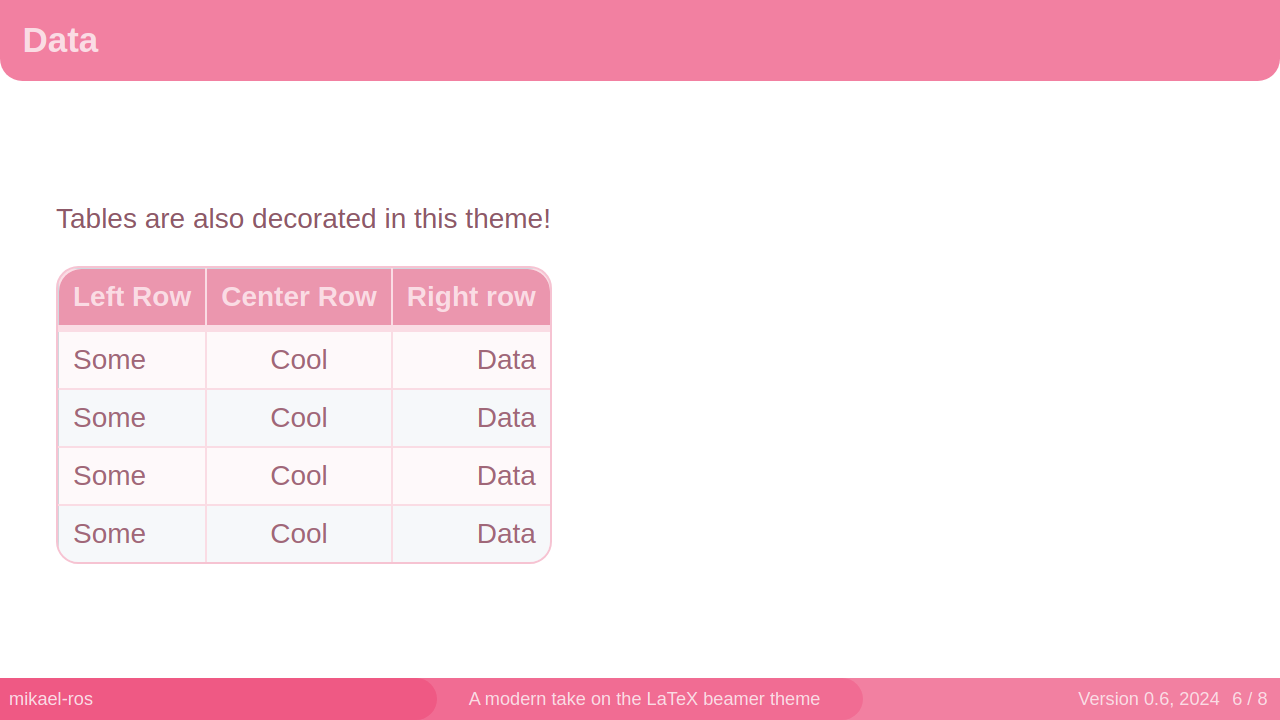 Data
Tables are also decorated in this theme!
Left Row Center Row Right row
Some Cool Data
Some Cool Data
Some Cool Data
Some Cool Data
mikael-ros A modern take on the LaTeX beamer theme Version 0.6, 2024 6 / 8